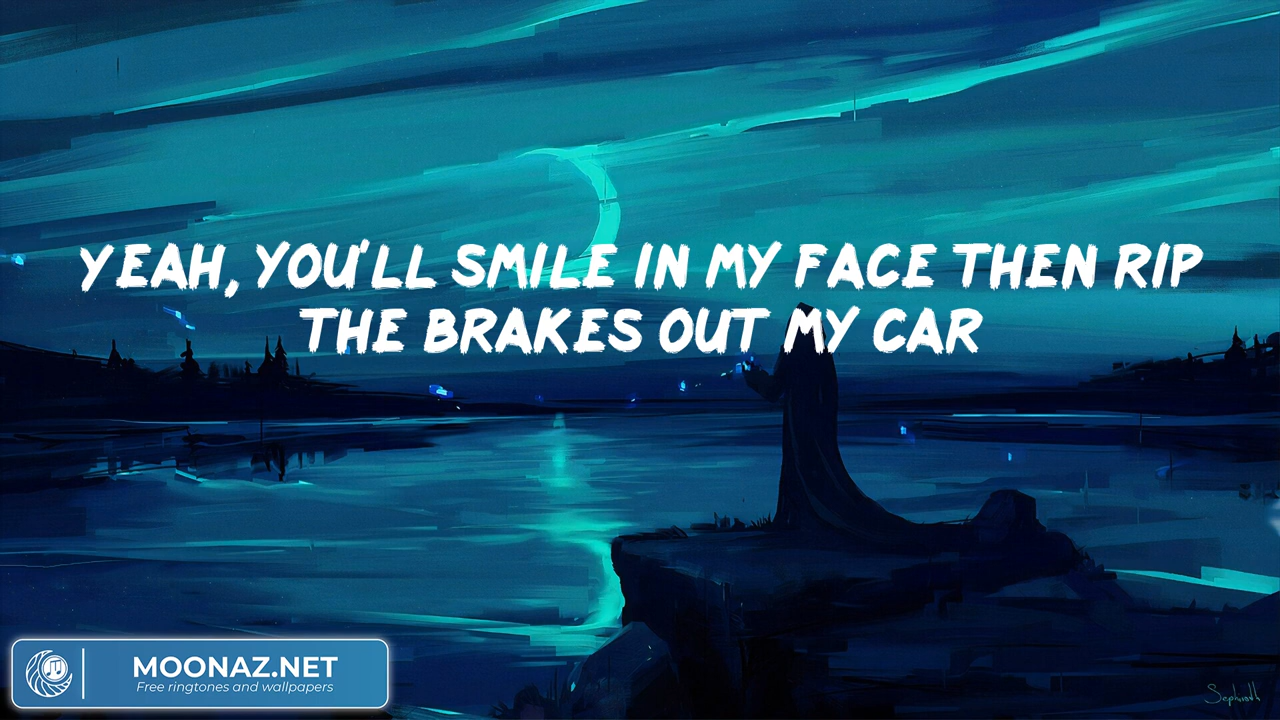 YEAH, YOU'LL SMILE IN MY FACE THEN RIP
THE BRAKES OUT MY CAR
MOONAZ.NET
Free ringtones and wallpapers